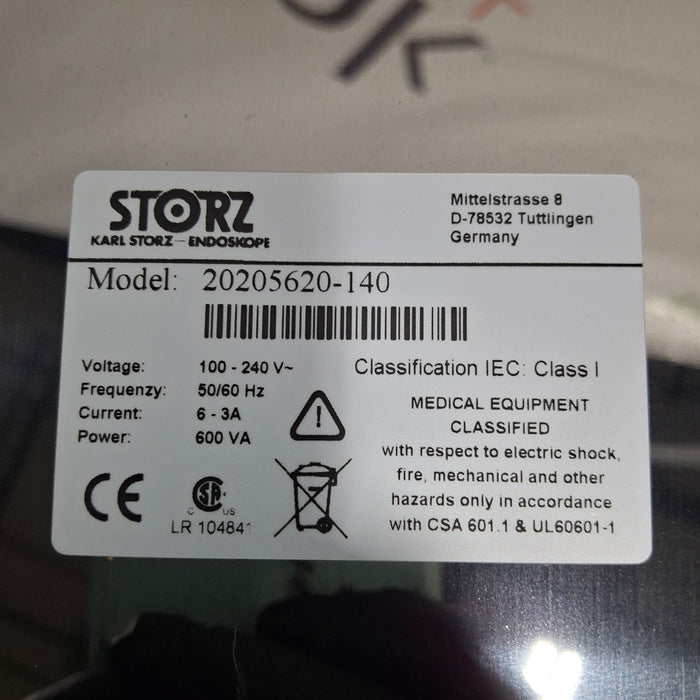 STORZ
KARL STORZ — ENDOSKOPE
Mittelstrasse 8
D-78532 Tuttlingen
Germany
Model: 20205620-140
Voltage: 100 - 240 V~
Frequenzy: 50/60 Hz
Current: 6 - 3A
Power: 600 VA
Classification IEC: Class I
MEDICAL EQUIPMENT
CLASSIFIED
with respect to electric shock,
fire, mechanical and other
hazards only in accordance
with CSA 601.1 & UL60601-1
CE
C US
LR 104841